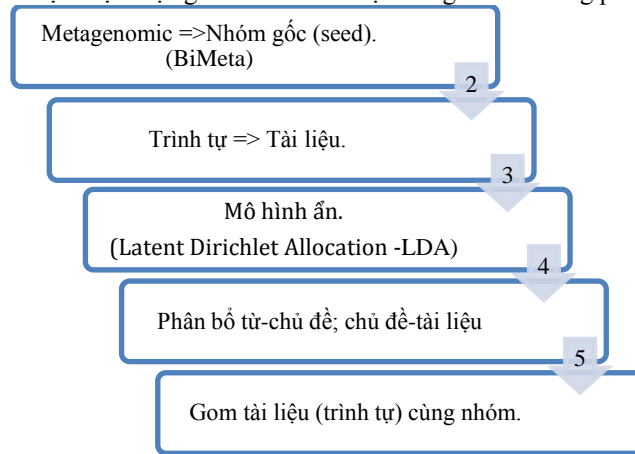 Metagenomic =>Nhóm gốc (seed).
(BiMeta)
2
Trình tự => Tài liệu.
3
Mô hình ẩn.
(Latent Dirichlet Allocation -LDA)
4
Phân bổ từ-chủ đề; chủ đề-tài liệu
5
Gom tài liệu (trình tự) cùng nhóm.